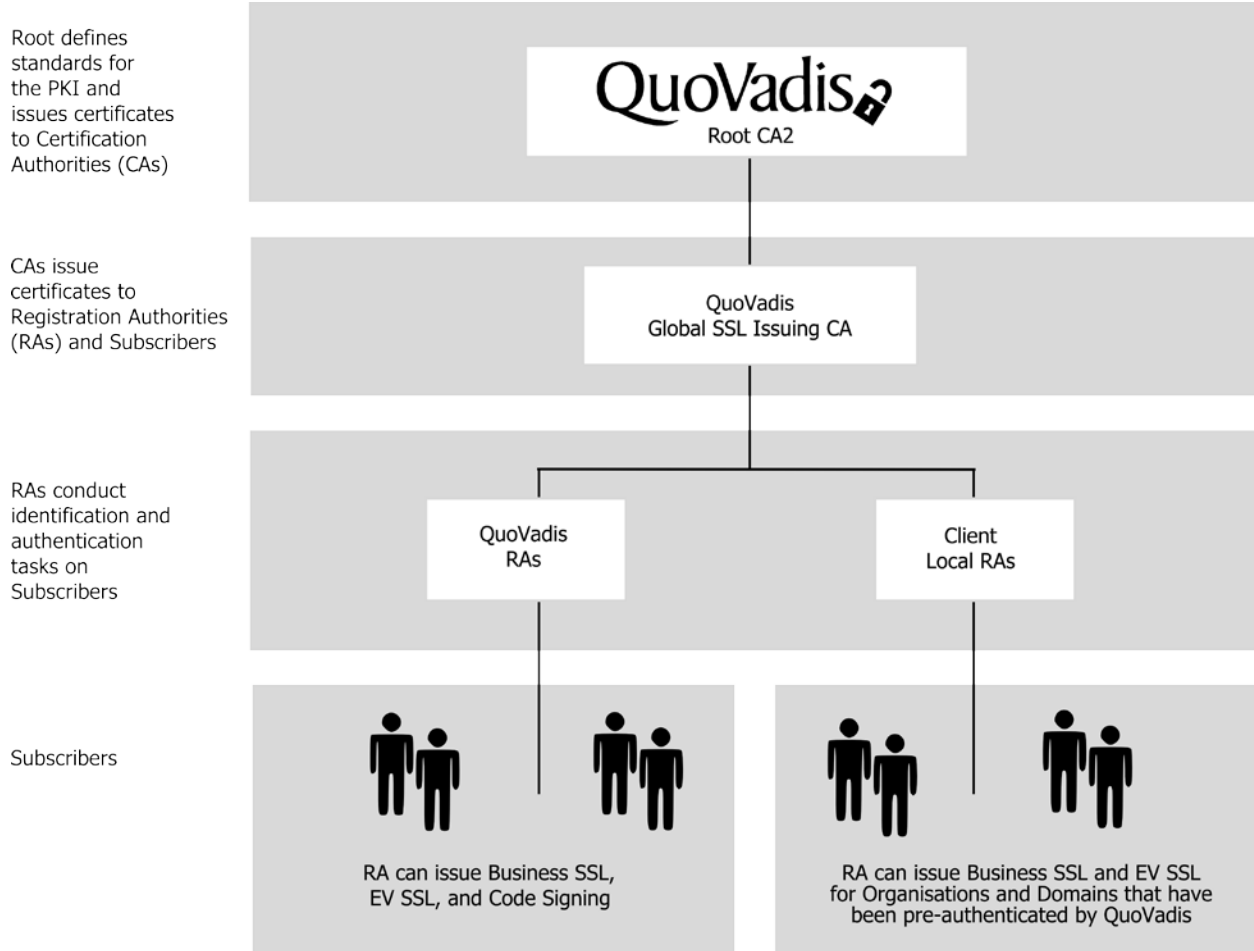 Root defines
standards for
the PKI and
issues certificates
to Certification
Authorities (CAs)
QuoVadis
Root CA2
CAs issue
certificates to
Registration Authorities
(RAs) and Subscribers
QuoVadis
Global SSL Issuing CA
RAs conduct
identification and
authentication
tasks on
Subscribers
QuoVadis
RAs
Client
Local RAs
Subscribers
RA can issue Business SSL,
EV SSL, and Code Signing
RA can issue Business SSL and EV SSL
for Organisations and Domains that have
been pre-authenticated by QuoVadis